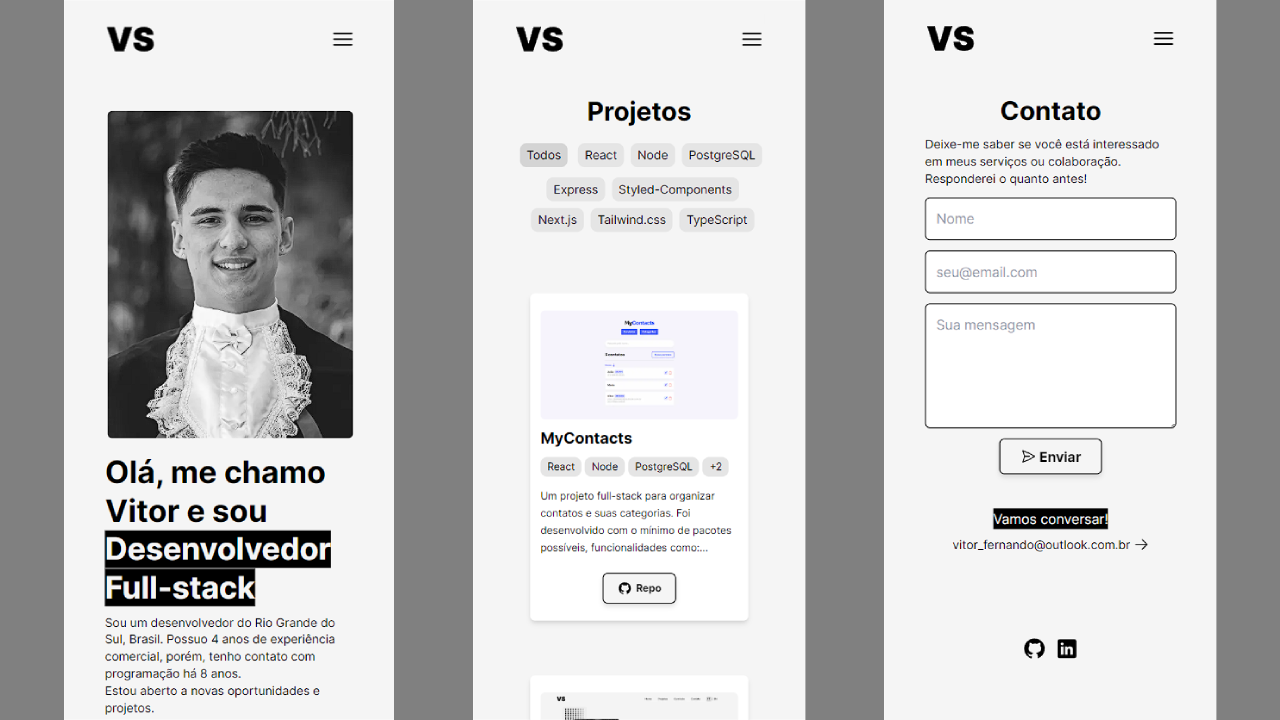 VS
Olá, me chamo
Vitor e sou
Desenvolvedor
Full-stack
Sou um desenvolvedor do Rio Grande do
Sul, Brasil. Possuo 4 anos de experiência
comercial, porém, tenho contato com
programação há 8 anos.
Estou aberto a novas oportunidades e
projetos.
VS
Projetos
Todos React Node PostgreSQL
Express Styled-Components
Next.js Tailwind.css TypeScript
MyContacts
MyContacts
React Node PostgreSQL +2
Um projeto full-stack para organizar
contatos e suas categorias. Foi
desenvolvido com o mínimo de pacotes
possíveis, funcionalidades como:...
Repo
VS
VS
Contato
Deixe-me saber se você está interessado
em meus serviços ou colaboração.
Responderei o quanto antes!
Nome
seu@email.com
Sua mensagem
Enviar
Vamos conversar!
vitor_fernando@outlook.com.br →